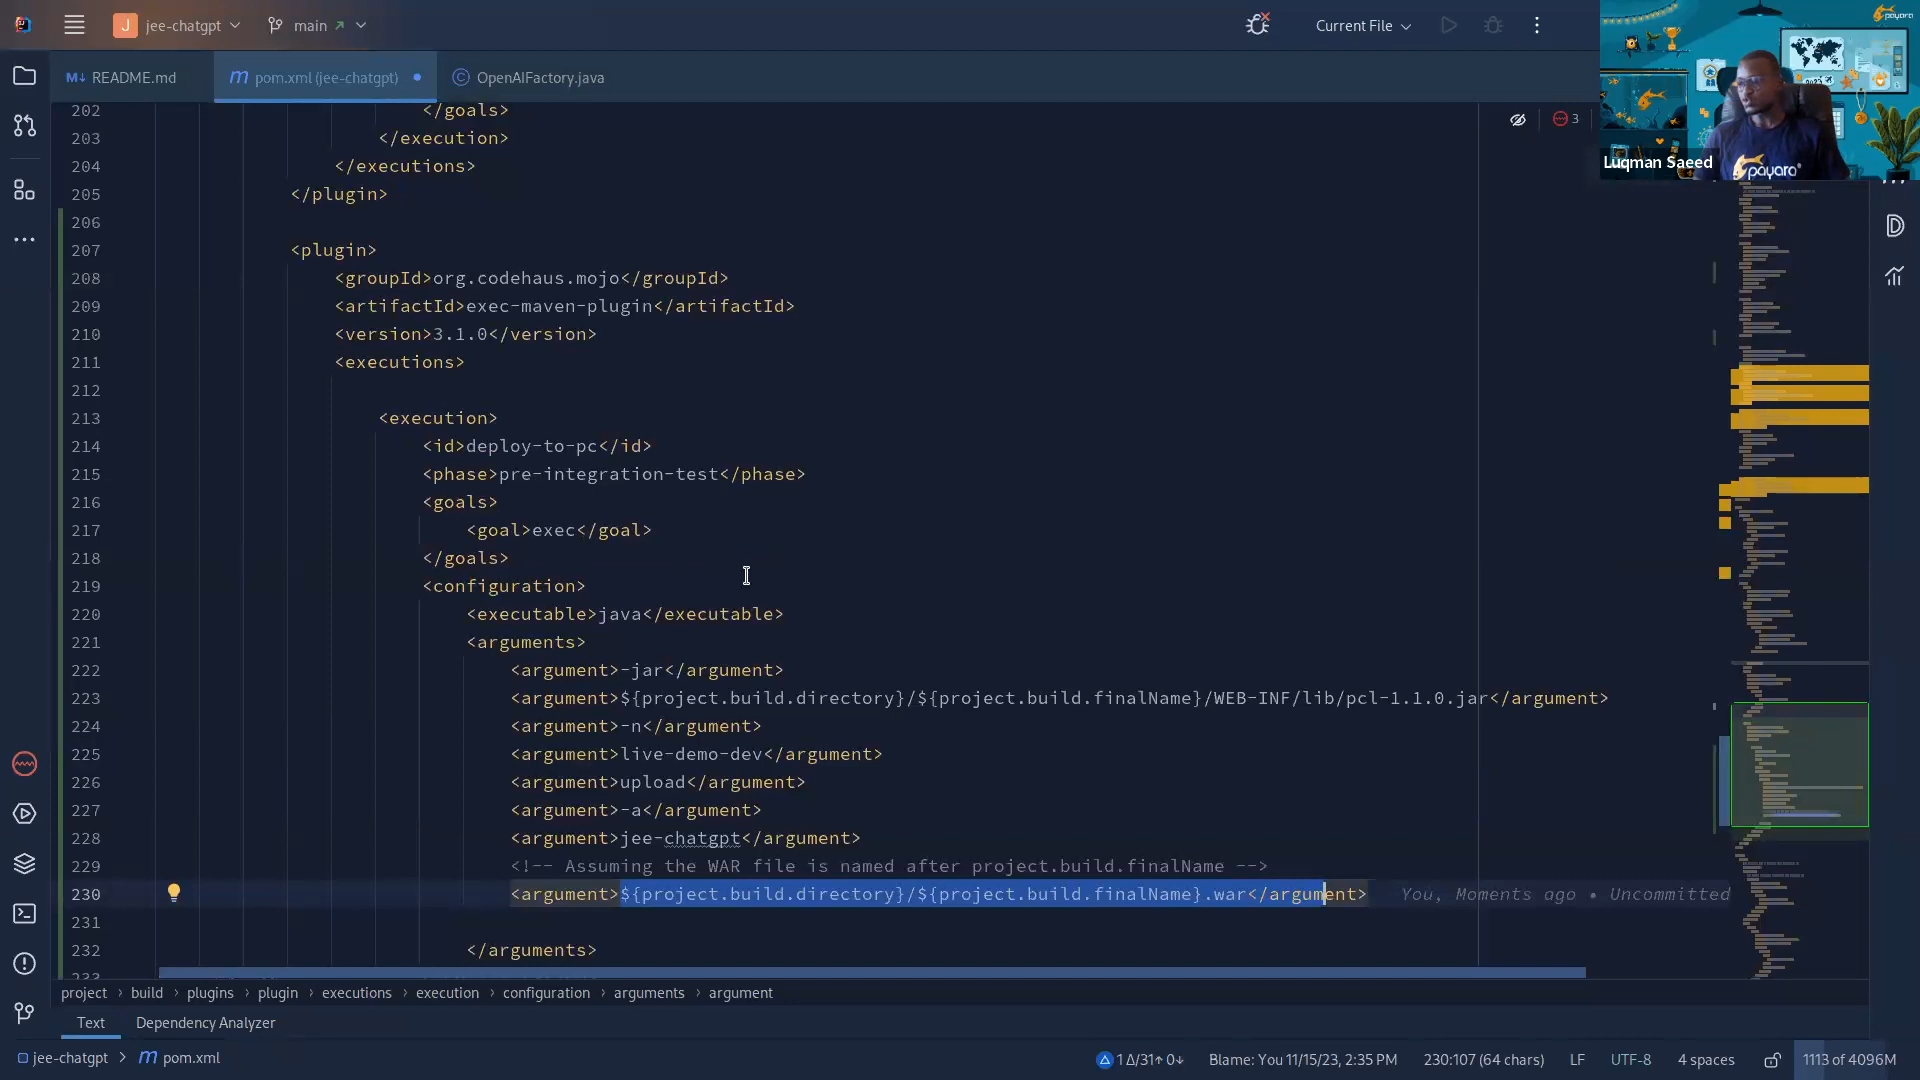 jee-chatgpt
main
Current File
payara
README.md
pom.xml (jee-chatgpt)
OpenAIFactory.java
3
Luqman Saeed
payara
202 </goals>
203 </execution>
204 </executions>
205 </plugin>
206
207 <plugin>
208 <groupId>org.codehaus.mojo</groupId>
209 <artifactId>exec-maven-plugin</artifactId>
210 <version>3.1.0</version>
211 <executions>
212
213 <execution>
214 <id>deploy-to-pc</id>
215 <phase>pre-integration-test</phase>
216 <goals>
217 <goal>exec</goal>
218 </goals>
219 <configuration>
220 <executable>java</executable>
221 <arguments>
222 <argument>-jar</argument>
223 <argument>${project.build.directory}/${project.build.finalName}/WEB-INF/lib/pcl-1.1.0.jar</argument>
224 <argument>-n</argument>
225 <argument>live-demo-dev</argument>
226 <argument>upload</argument>
227 <argument>-a</argument>
228 <argument>jee-chatgpt</argument>
229 <!-- Assuming the WAR file is named after project.build.finalName -->
230 <argument>${project.build.directory}/${project.build.finalName}.war</argument> You, Moments ago • Uncommitted
231
232 </arguments>
233
project › build › plugins › plugin › executions › execution › configuration › arguments › argument
Text Dependency Analyzer
jee-chatgpt > pom.xml
1 Δ/31↑ 0↓ Blame: You 11/15/23, 2:35 PM 230:107 (64 chars) LF UTF-8 4 spaces 1113 of 4096M